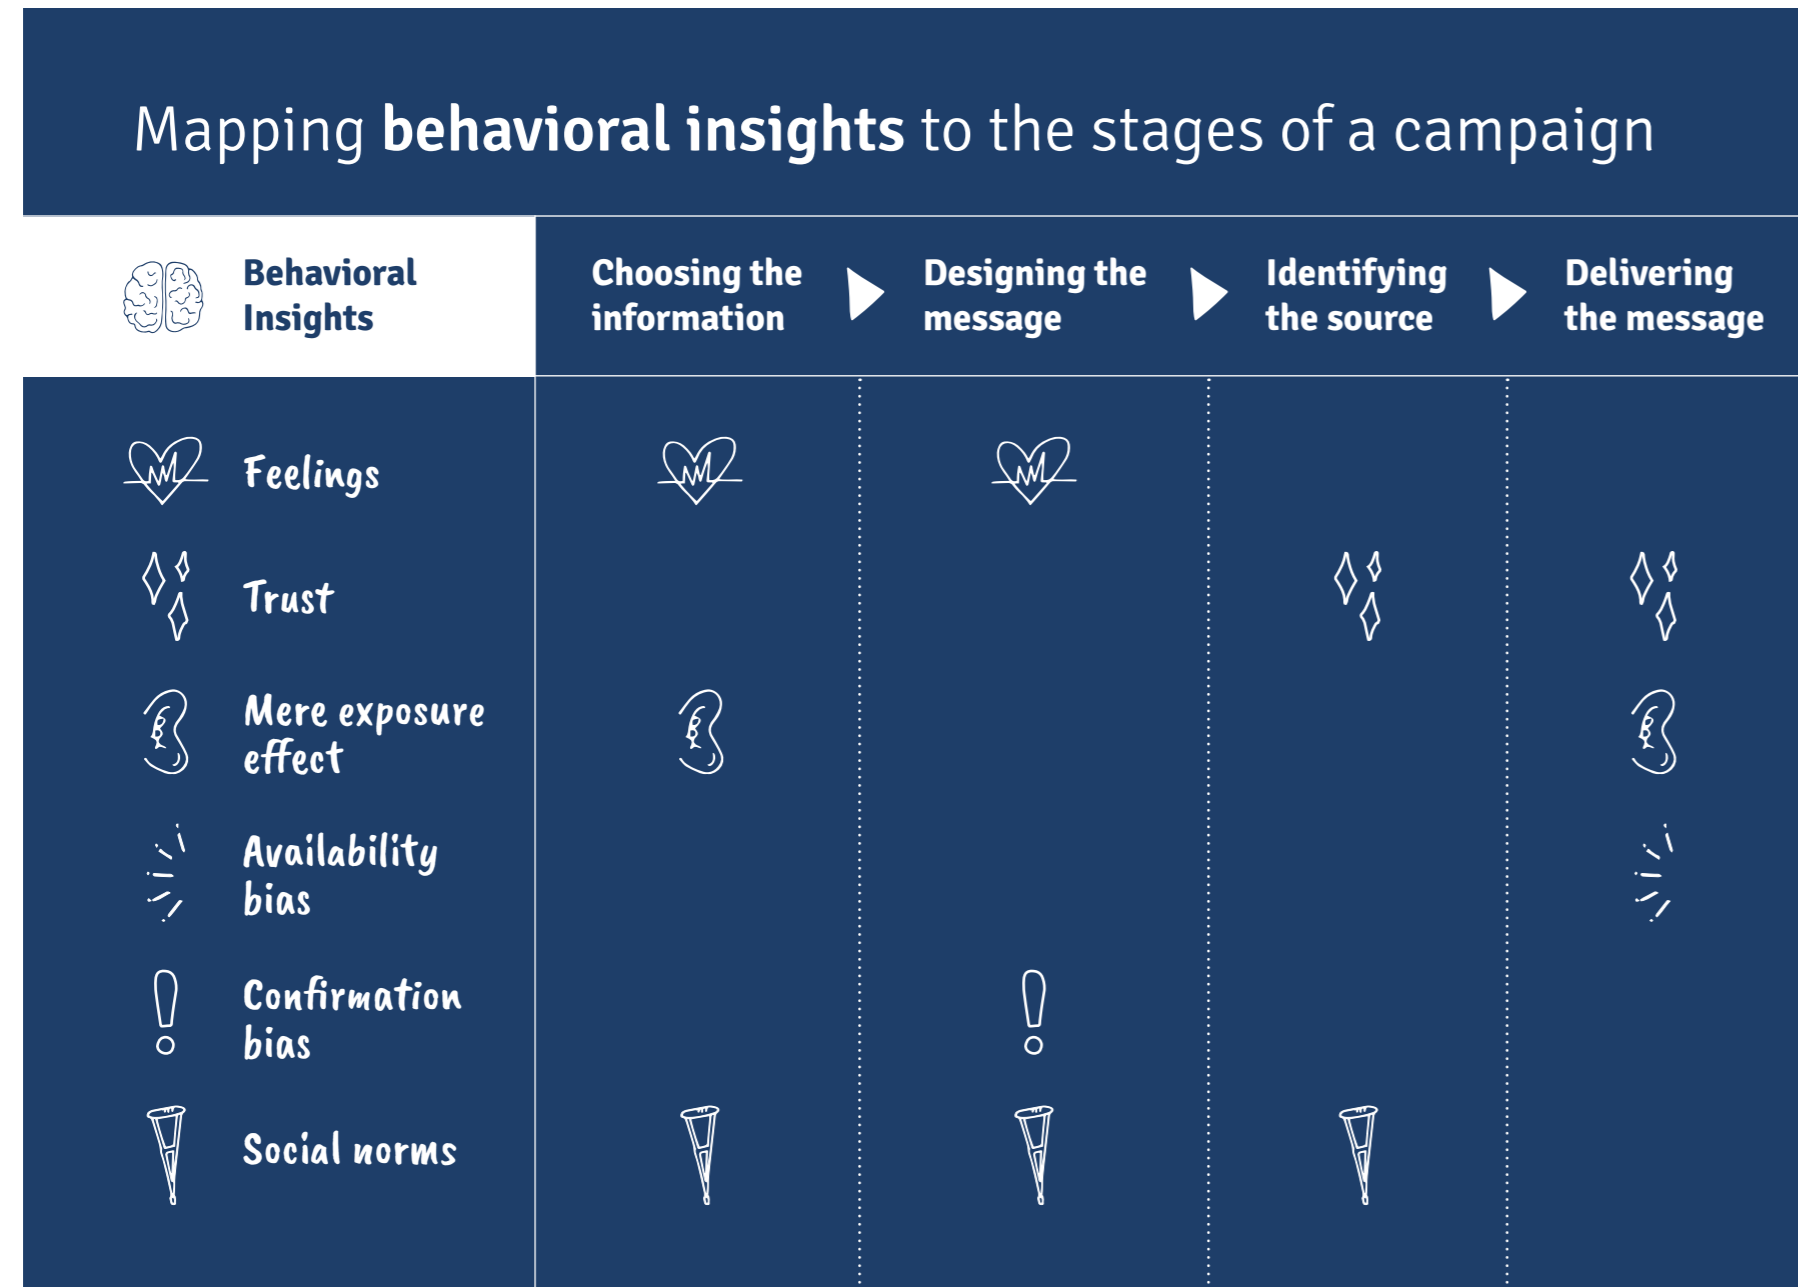 Mapping behavioral insights to the stages of a campaign
Behavioral
Insights
Choosing the
information
Designing the
message
Identifying
the source
Delivering
the message
Feelings
Trust
Mere exposure
effect
Availability
bias
Confirmation
bias
Social norms